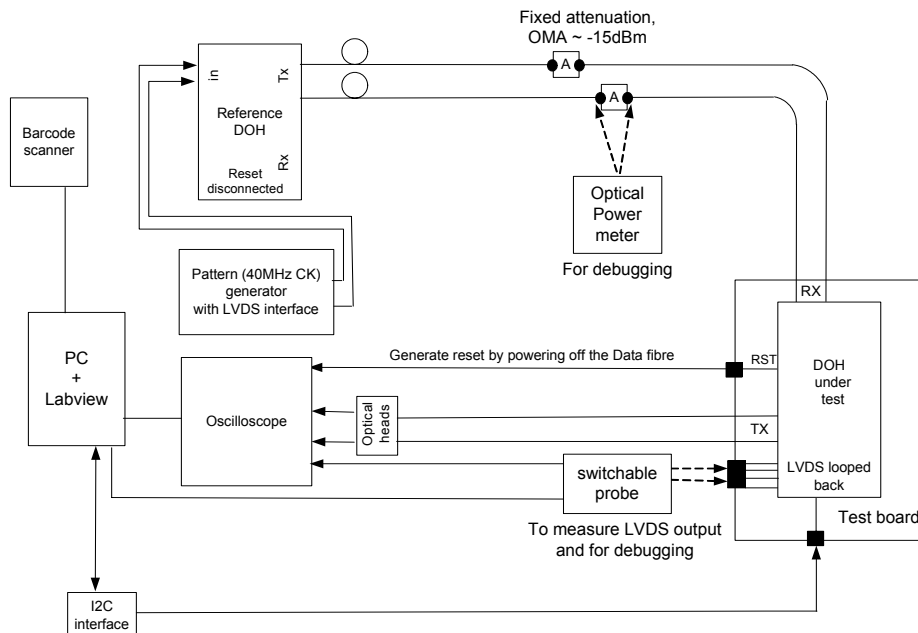 Fixed attenuation,
OMA ~ -15dBm
in
Tx
A
A
Reference
DOH
Rx
Reset
disconnected
Barcode
scanner
Optical
Power
meter
For debugging
Pattern (40MHz CK)
generator
with LVDS interface
RX
PC
+
Labview
Generate reset by powering off the Data fibre
RST
DOH
under
test
Oscilloscope
Optical
heads
TX
switchable
probe
LVDS looped
back
To measure LVDS output
and for debugging
Test board
I2C
interface